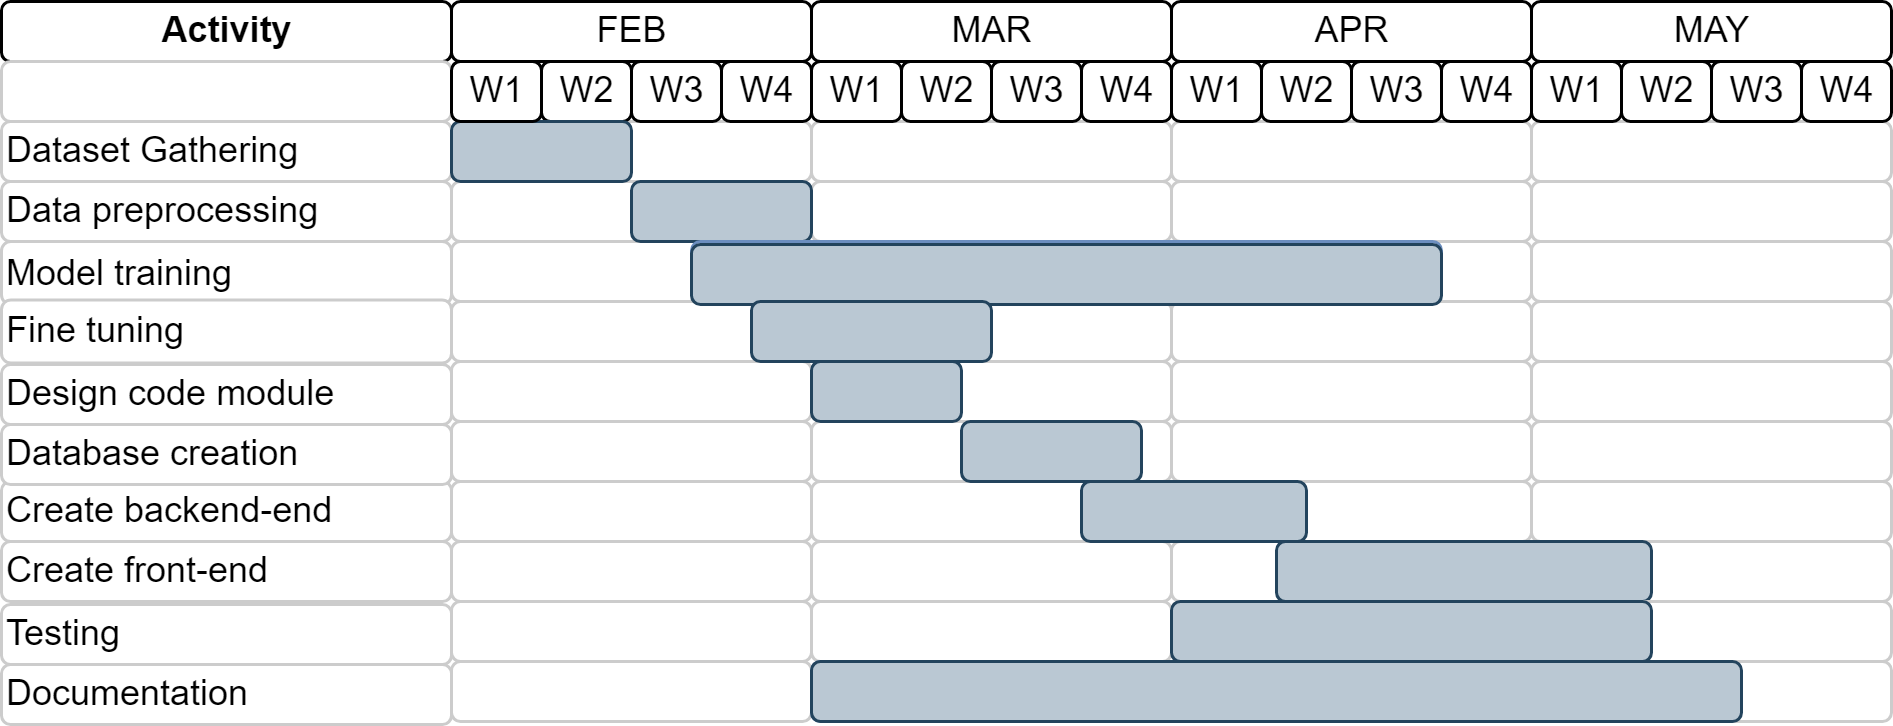 Activity FEB MAR APR MAY
W1 W2 W3 W4 W1 W2 W3 W4 W1 W2 W3 W4 W1 W2 W3 W4
Dataset Gathering
Data preprocessing
Model training
Fine tuning
Design code module
Database creation
Create backend-end
Create front-end
Testing
Documentation